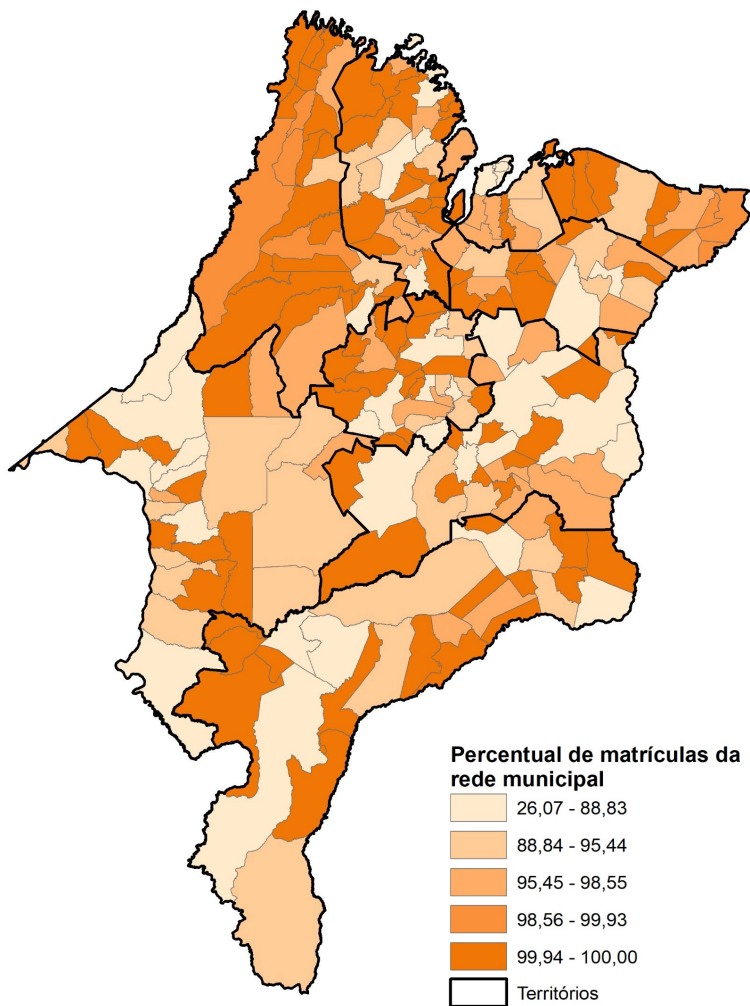 Percentual de matrículas da
rede municipal
26,07 - 88,83
88,84 - 95,44
95,45 - 98,55
98,56 - 99,93
99,94 - 100,00
Territórios